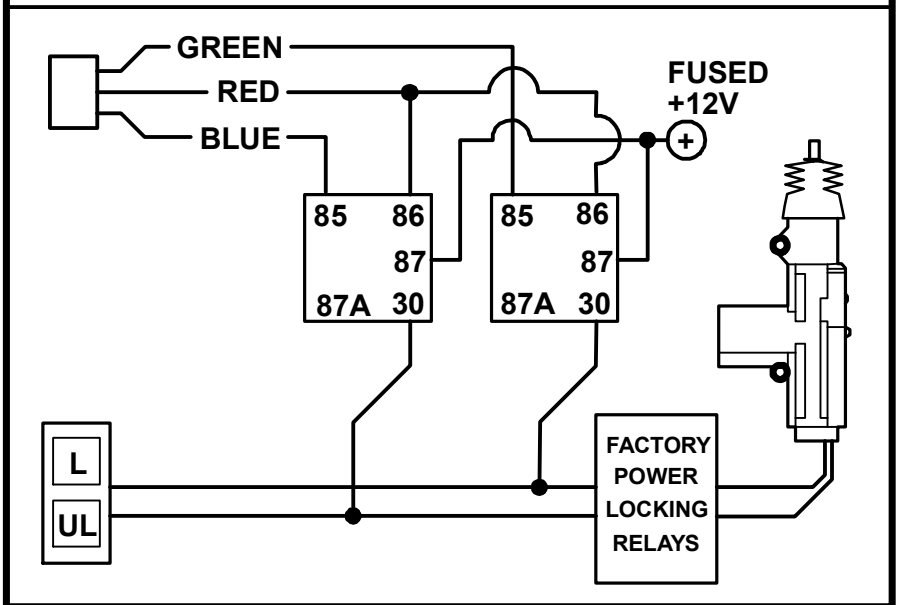 GREEN
RED
BLUE
FUSED
+12V
+
85 86
87
87A 30
85 86
87
87A 30
L
UL
FACTORY
POWER
LOCKING
RELAYS